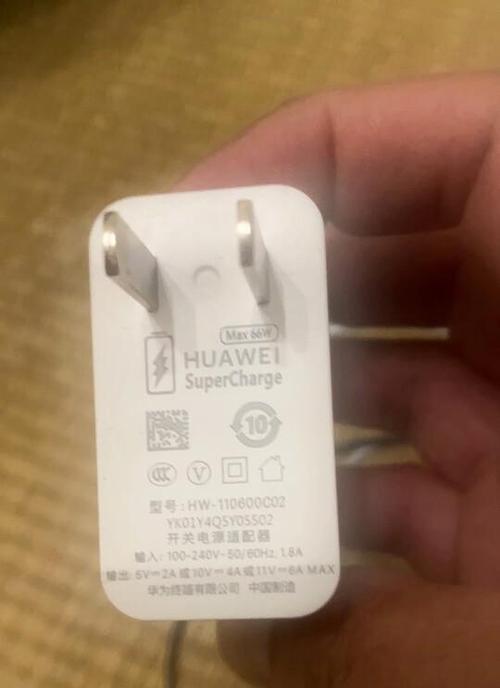 Max 66W
HUAWEI
SuperCharge
10
CCC
V
型号：HW-110600C02
YK01Y4Q5Y05S02
开关电源适配器
输入：100-240V~50/60Hz, 1.8A
输出：5V⎓2A 或 10V⎓4A 或 11V⎓6A MAX
华为终端有限公司 中国制造